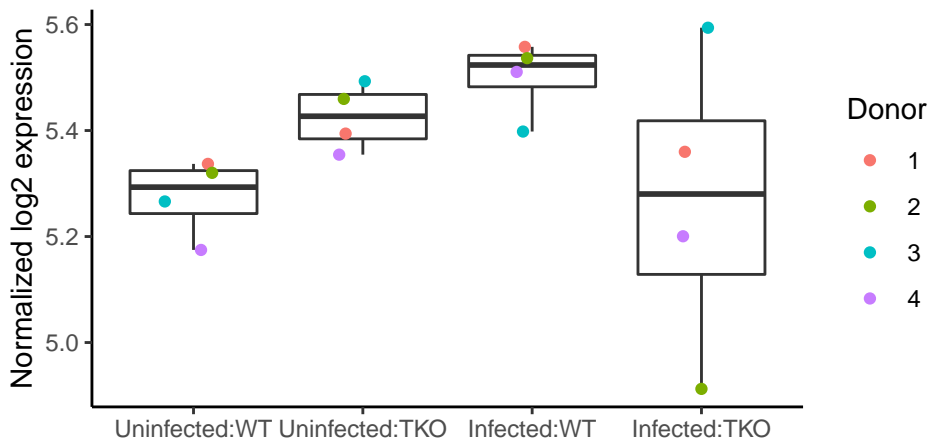 Normalized log2 expression
5.6
5.4
5.2
5.0
Uninfected:WT Uninfected:TKO Infected:WT Infected:TKO
Donor
1
2
3
4